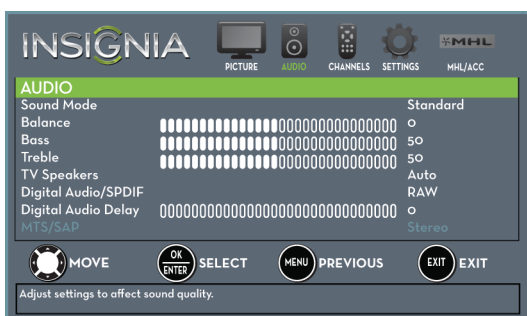 INSIGNIA
PICTURE AUDIO CHANNELS SETTINGS MHL MHL/ACC
AUDIO
Sound Mode Standard
Balance 0
Bass 50
Treble 50
TV Speakers Auto
Digital Audio/SPDIF RAW
Digital Audio Delay 0
MTS/SAP Stereo
MOVE OK ENTER SELECT MENU PREVIOUS EXIT EXIT
Adjust settings to affect sound quality.